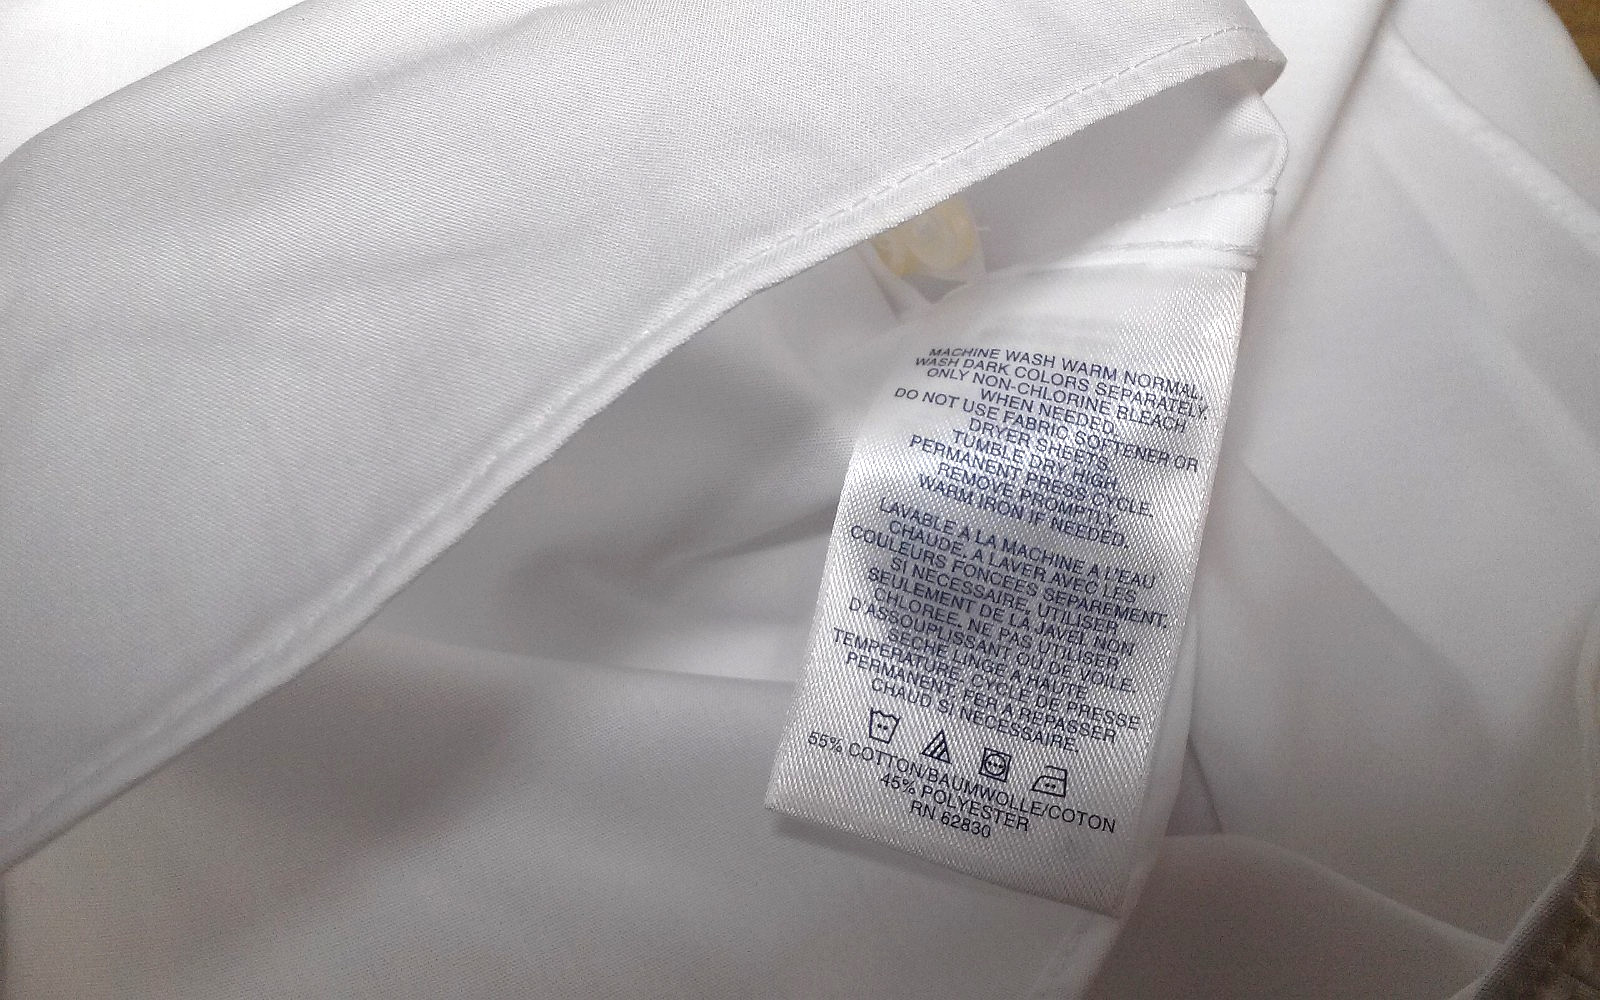 MACHINE WASH WARM NORMAL,
WASH DARK COLORS SEPARATELY.
ONLY NON-CHLORINE BLEACH
WHEN NEEDED.
DO NOT USE FABRIC SOFTENER OR
DRYER SHEETS.
TUMBLE DRY HIGH,
PERMANENT PRESS CYCLE.
REMOVE PROMPTLY.
WARM IRON IF NEEDED.
LAVABLE A LA MACHINE A L'EAU
CHAUDE, A LAVER AVEC LES
COULEURS FONCEES SEPAREMENT.
SI NECESSAIRE, UTILISER
SEULEMENT DE LA JAVEL NON
CHLOREE, NE PAS UTILISER
D'ASSOUPLISSANT OU DE VOILE.
SECHE LINGE A HAUTE
TEMPERATURE, CYCLE DE PRESSE
PERMANENT, FER A REPASSER
CHAUD SI NECESSAIRE.
55% COTTON/BAUMWOLLE/COTON
45% POLYESTER
RN 62830